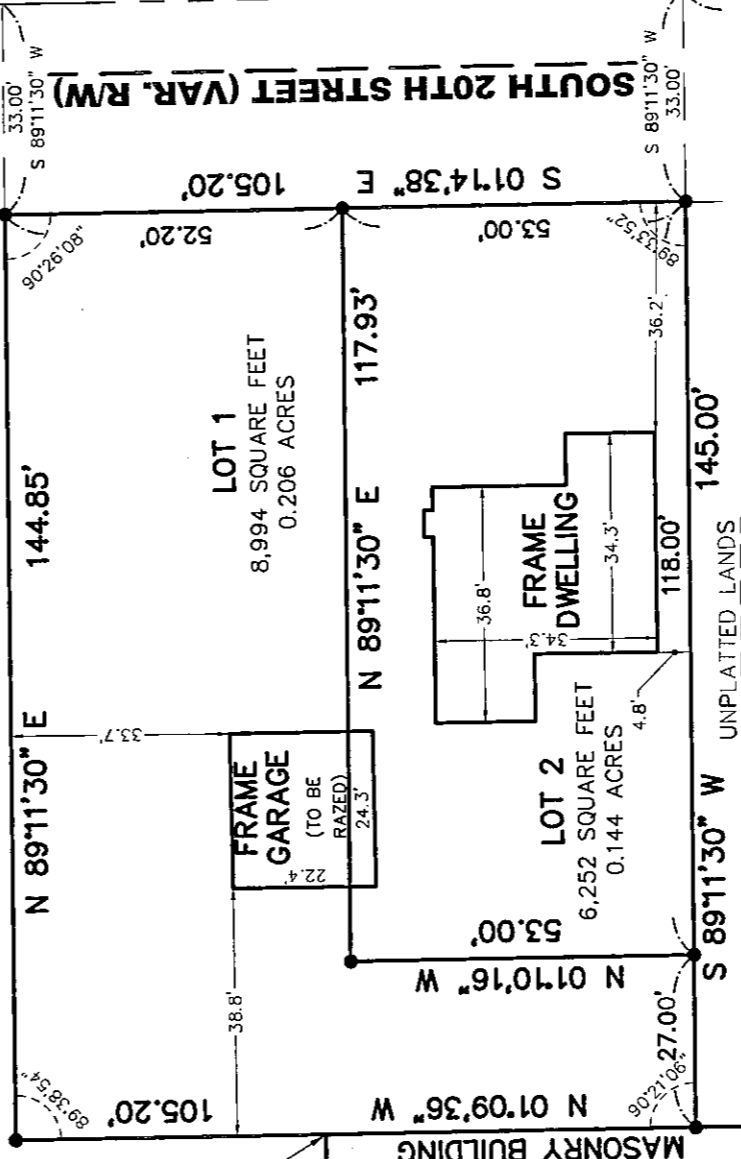 33.00'
S 89°11'30" W
SOUTH 20TH STREET (VAR. R/W)
S 89°11'30" W
33.00'
105.20'
S 01°14'38" E
52.20'
53.00'
90°26'08"
89°33'52"
144.85'
N 89°11'30" E
LOT 1
8,994 SQUARE FEET
0.206 ACRES
117.93'
N 89°11'30" E
36.2'
33.7'
FRAME
GARAGE
(TO BE
RAZED)
24.3'
22.4'
38.8'
36.8'
FRAME
DWELLING
34.3'
34.3'
118.00'
145.00'
4.8'
UNPLATTED LANDS
LOT 2
6,252 SQUARE FEET
0.144 ACRES
53.00'
N 01°10'16" W
S 89°11'30" W
27.00'
89°38'54"
105.20'
N 01°09'36" W
90°21'06"
MASONRY BUILDING